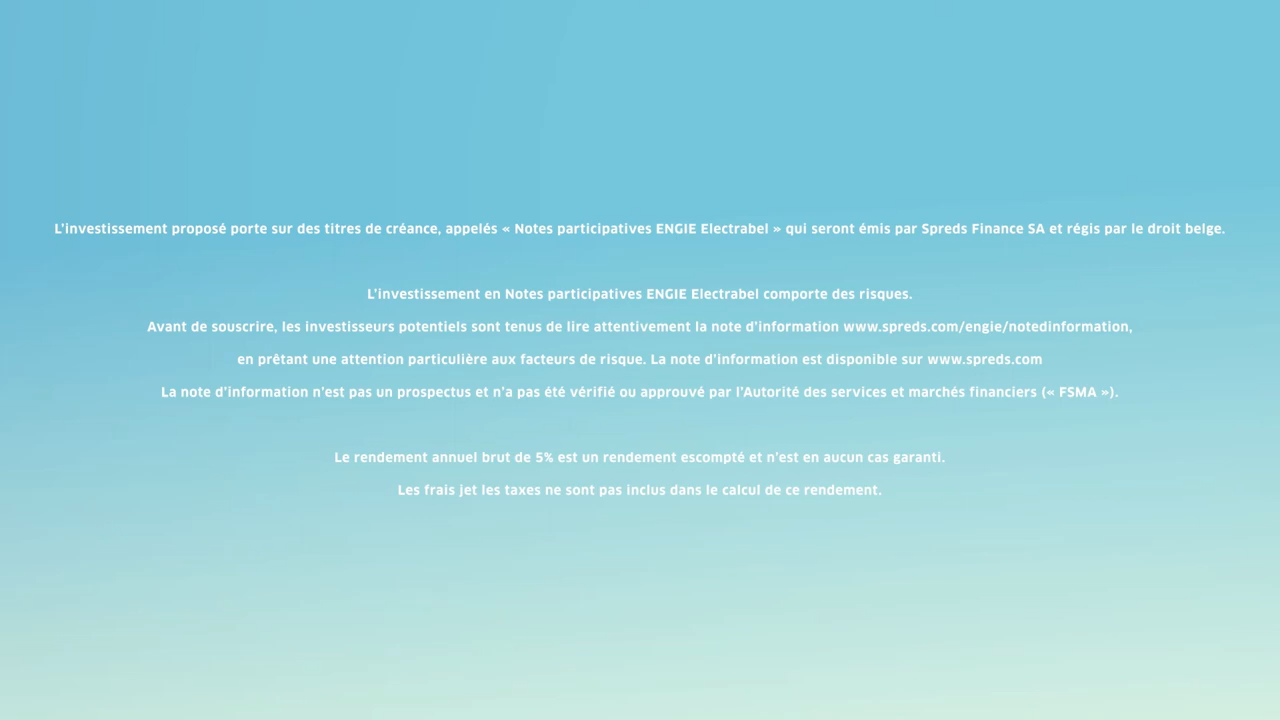 L'investissement proposé porte sur des titres de créance, appelés « Notes participatives ENGIE Electrabel » qui seront émis par Spreds Finance SA et régis par le droit belge.
L'investissement en Notes participatives ENGIE Electrabel comporte des risques.
Avant de souscrire, les investisseurs potentiels sont tenus de lire attentivement la note d'information www.spreds.com/engie/notedinformation,
en prêtant une attention particulière aux facteurs de risque. La note d'information est disponible sur www.spreds.com
La note d'information n'est pas un prospectus et n'a pas été vérifié ou approuvé par l'Autorité des services et marchés financiers (« FSMA »).
Le rendement annuel brut de 5% est un rendement escompté et n'est en aucun cas garanti.
Les frais jet les taxes ne sont pas inclus dans le calcul de ce rendement.